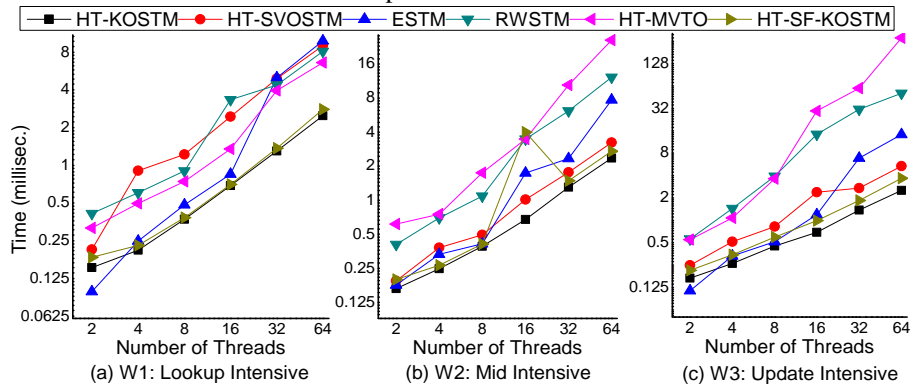 HT-KOSTM HT-SVOSTM ESTM RWSTM HT-MVTO HT-SF-KOSTM
Time (millisec.)
8
4
2
1
0.5
0.25
0.125
0.0625
2 4 8 16 32 64
Number of Threads
(a) W1: Lookup Intensive
16
8
4
2
1
0.5
0.25
0.125
2 4 8 16 32 64
Number of Threads
(b) W2: Mid Intensive
128
32
8
2
0.5
0.125
2 4 8 16 32 64
Number of Threads
(c) W3: Update Intensive